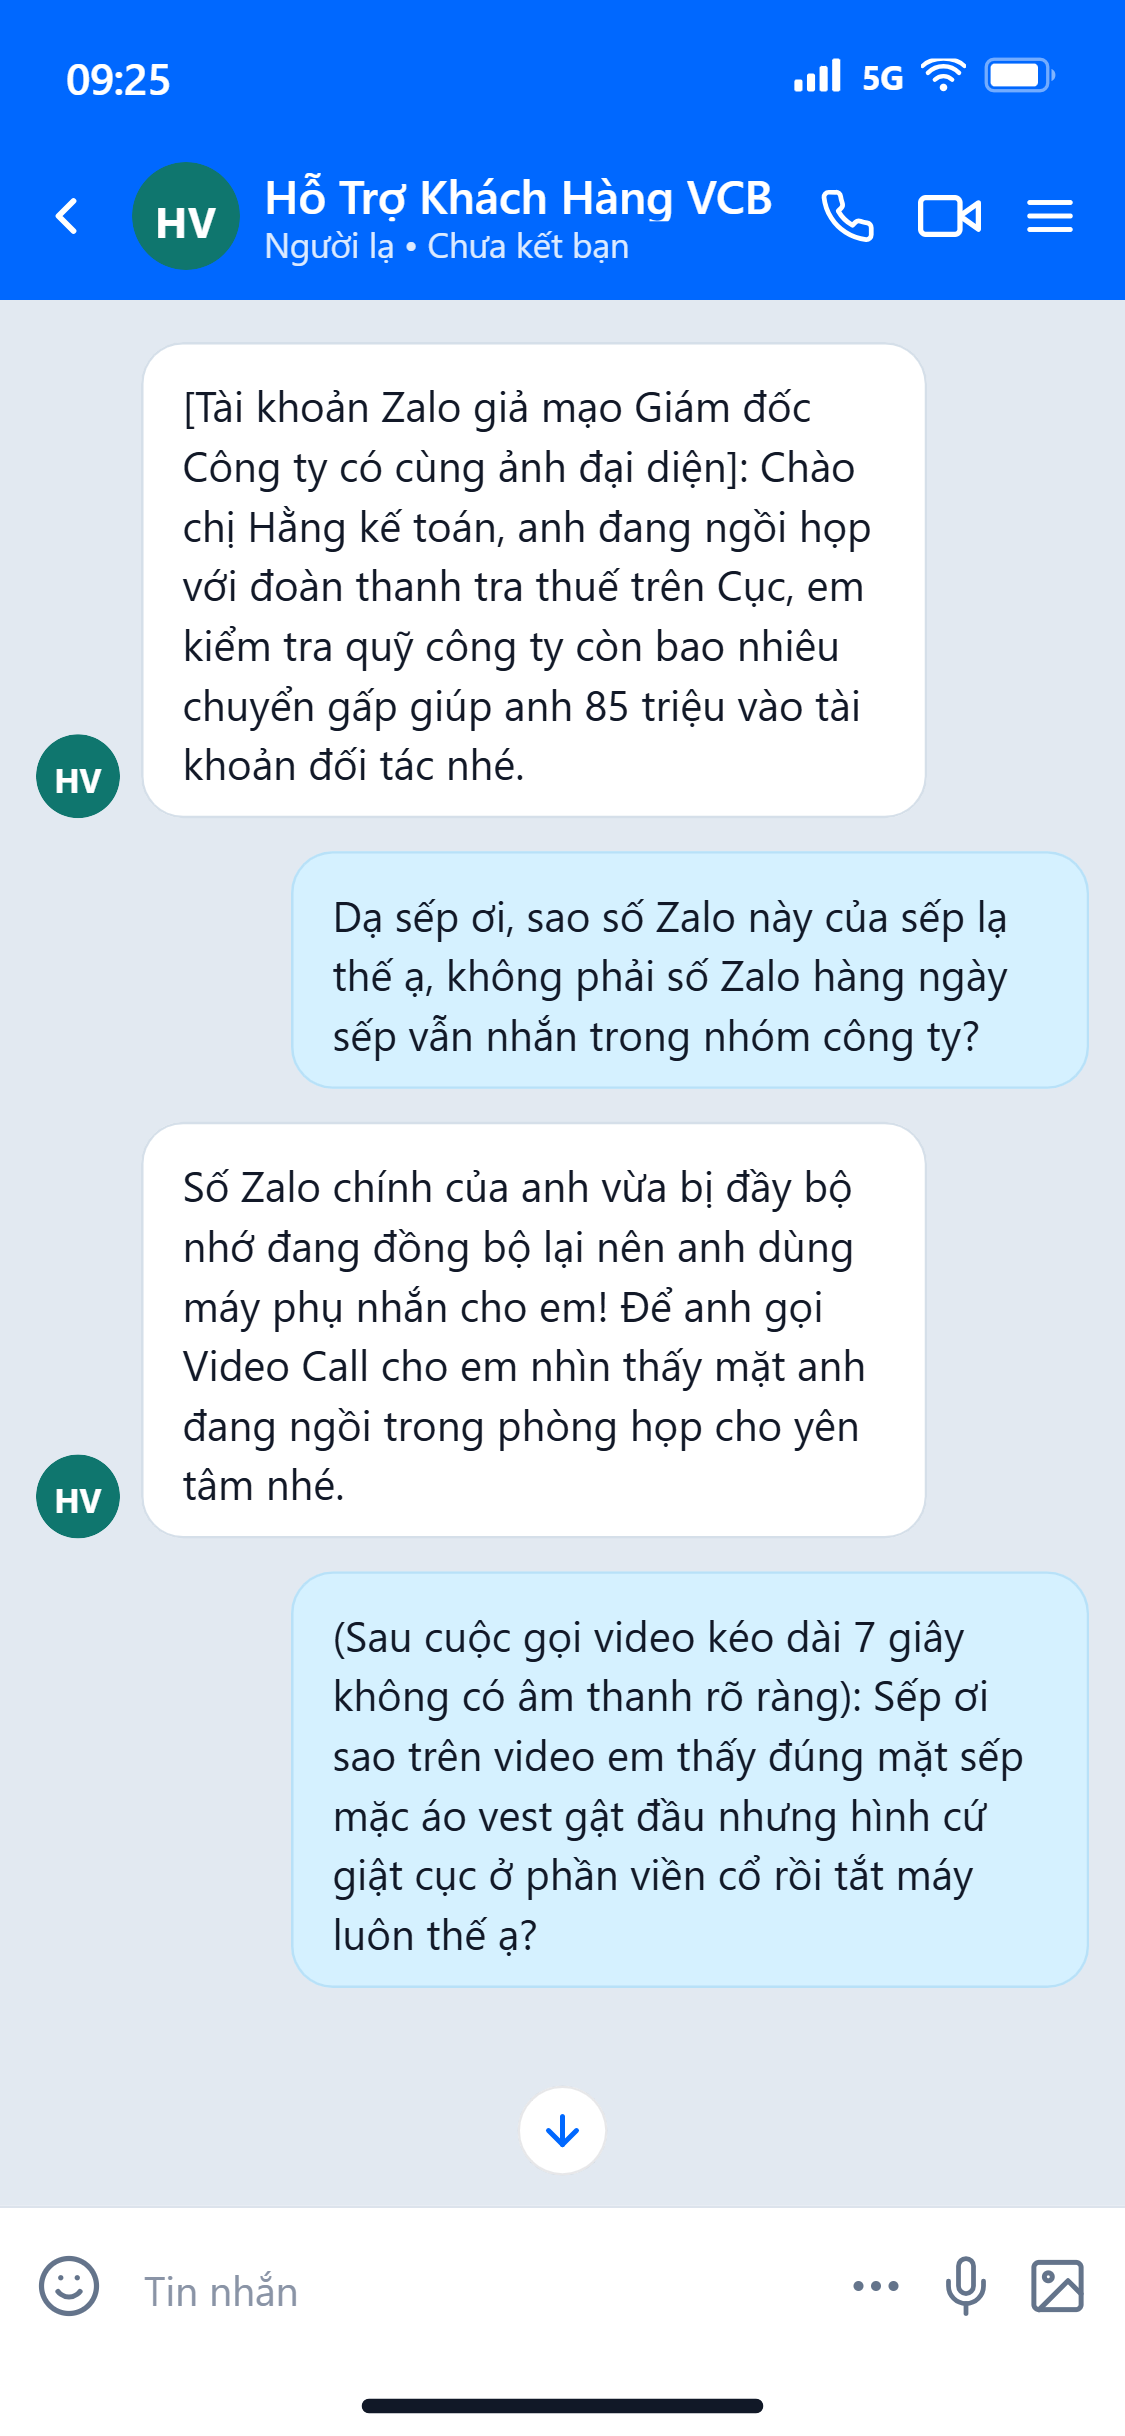 09:25
5G
HV
Hỗ Trợ Khách Hàng VCB
Người lạ • Chưa kết bạn
[Tài khoản Zalo giả mạo Giám đốc
Công ty có cùng ảnh đại diện]: Chào
chị Hằng kế toán, anh đang ngồi họp
với đoàn thanh tra thuế trên Cục, em
kiểm tra quỹ công ty còn bao nhiêu
chuyển gấp giúp anh 85 triệu vào tài
khoản đối tác nhé.
HV
Dạ sếp ơi, sao số Zalo này của sếp lạ
thế ạ, không phải số Zalo hàng ngày
sếp vẫn nhắn trong nhóm công ty?
Số Zalo chính của anh vừa bị đầy bộ
nhớ đang đồng bộ lại nên anh dùng
máy phụ nhắn cho em! Để anh gọi
Video Call cho em nhìn thấy mặt anh
đang ngồi trong phòng họp cho yên
tâm nhé.
HV
(Sau cuộc gọi video kéo dài 7 giây
không có âm thanh rõ ràng): Sếp ơi
sao trên video em thấy đúng mặt sếp
mặc áo vest gật đầu nhưng hình cứ
giật cục ở phần viền cổ rồi tắt máy
luôn thế ạ?
Tin nhắn